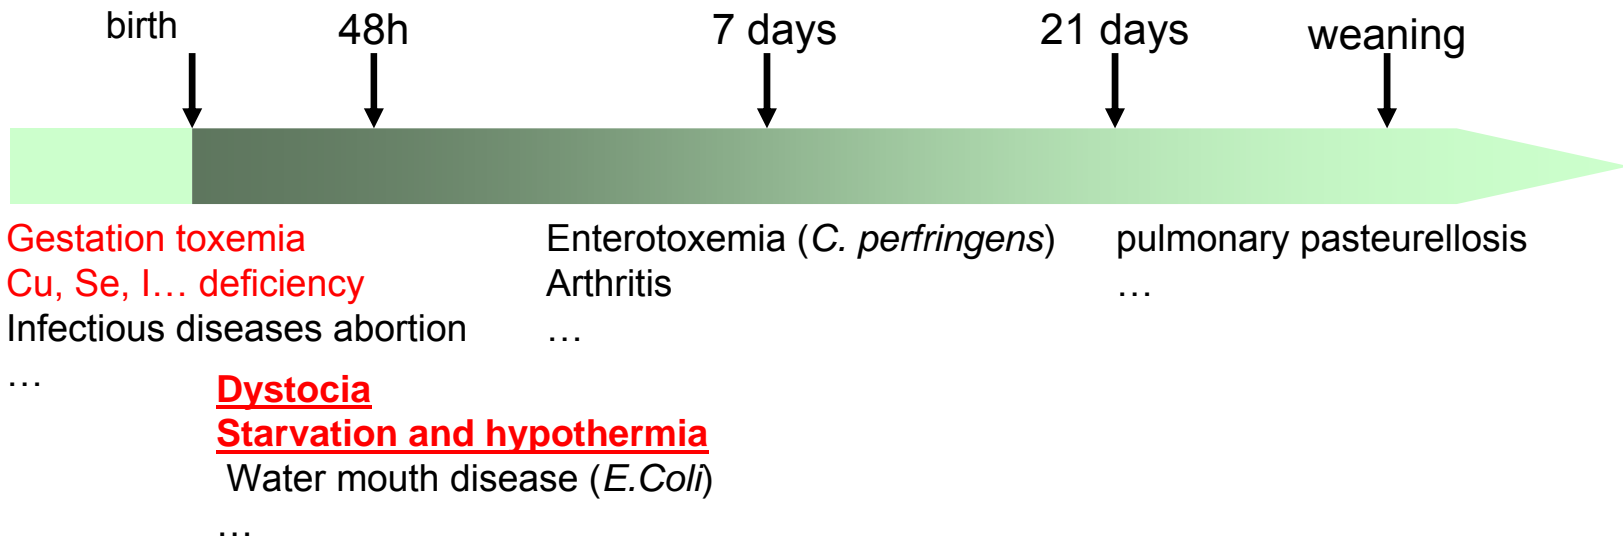 birth
48h
7 days
21 days
weaning
Gestation toxemia
Cu, Se, I… deficiency
Infectious diseases abortion
…
Dystocia
Starvation and hypothermia
Water mouth disease (E.Coli)
…
Enterotoxemia (C. perfringens)
Arthritis
…
pulmonary pasteurellosis
…